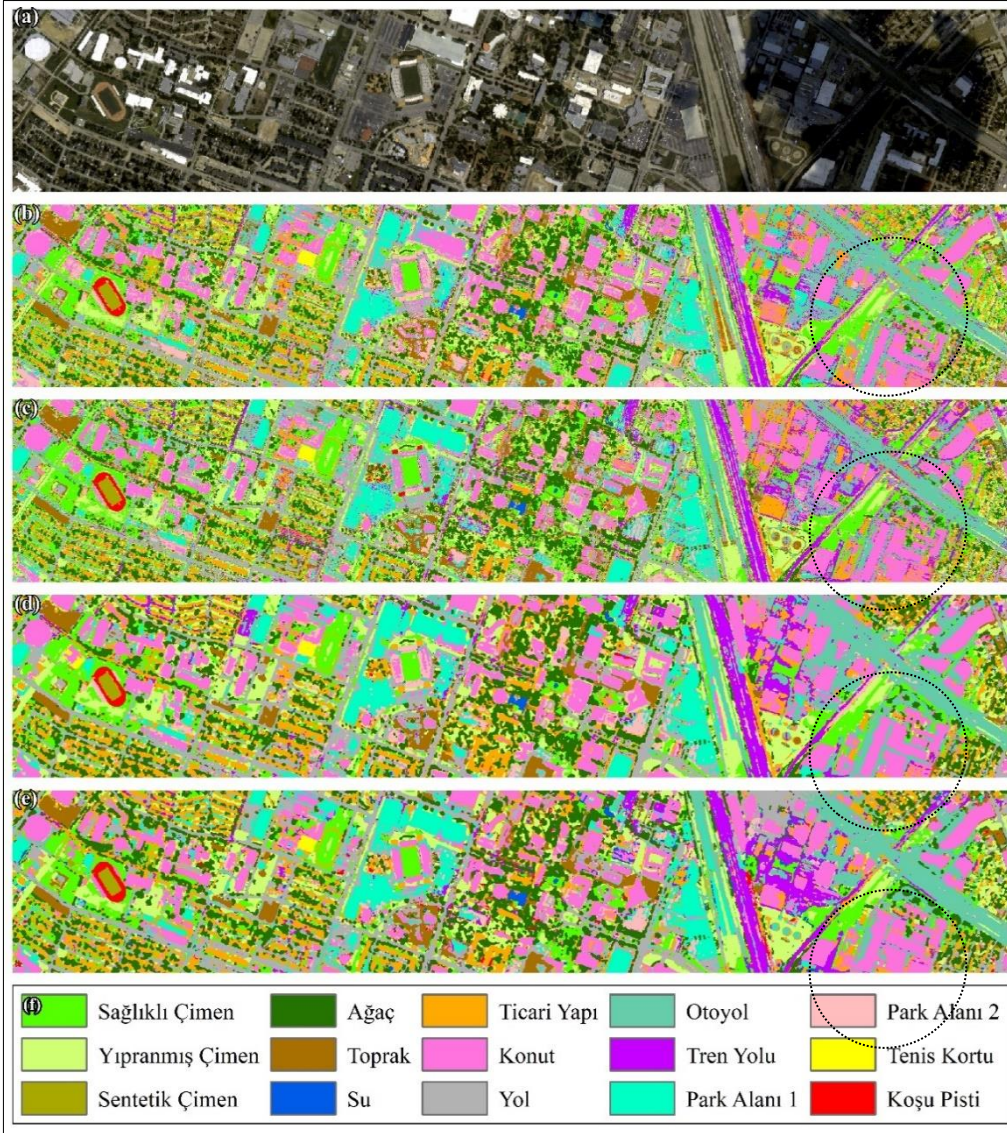 (a)
(b)
(c)
(d)
(e)
(f)
Sağlıklı Çimen Ağaç Ticari Yapı Otoyol Park Alanı 2
Yıpranmış Çimen Toprak Konut Tren Yolu Tenis Kortu
Sentetik Çimen Su Yol Park Alanı 1 Koşu Pisti